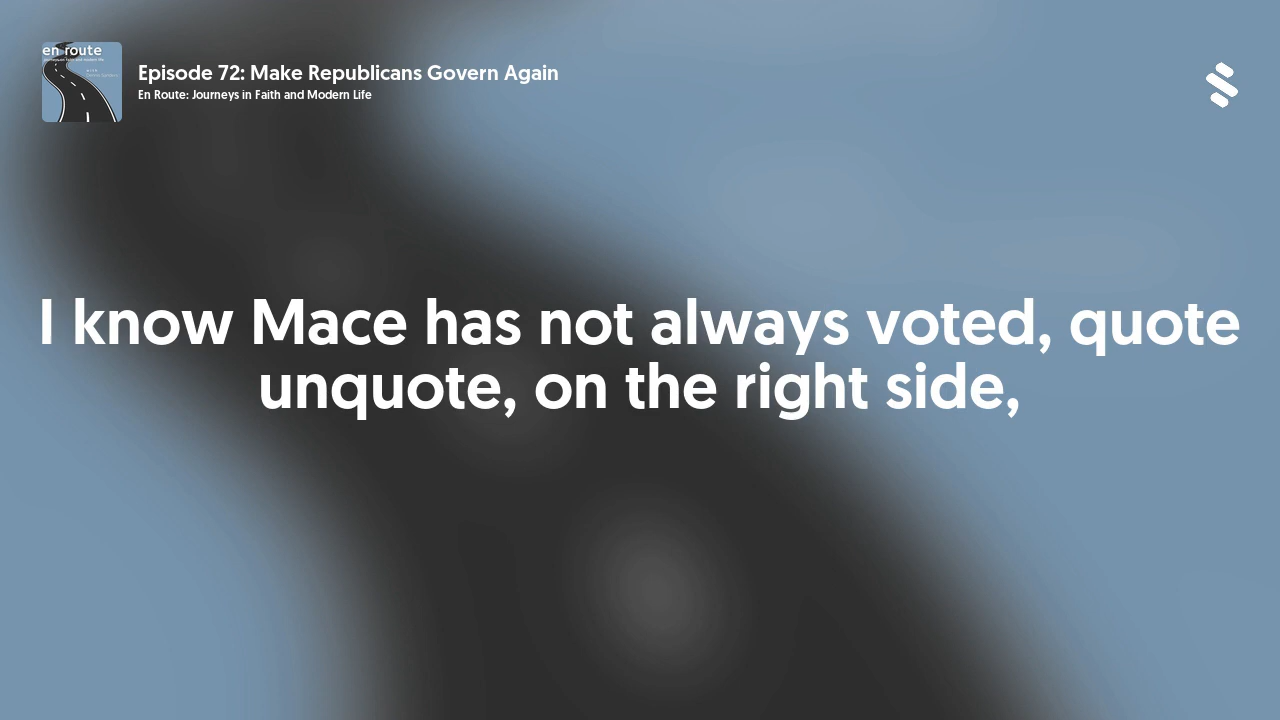 en route
Episode 72: Make Republicans Govern Again
En Route: Journeys in Faith and Modern Life
I know Mace has not always voted, quote
unquote, on the right side,